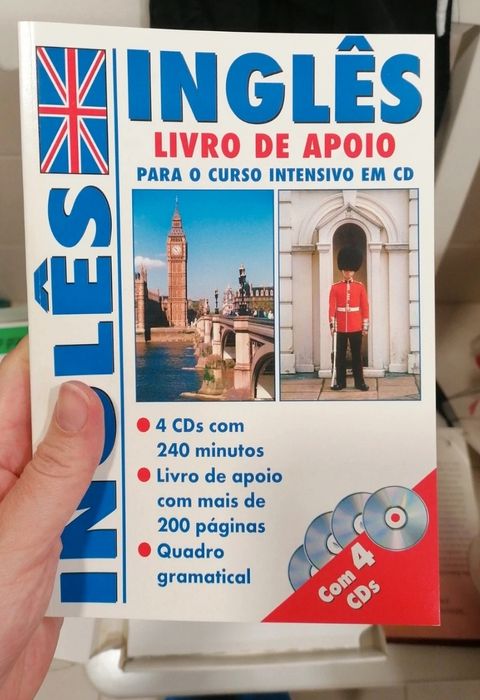 INGLÊS
INGLÊS
LIVRO DE APOIO
PARA O CURSO INTENSIVO EM CD
4 CDs com
240 minutos
Livro de apoio
com mais de
200 páginas
Quadro
gramatical
Com 4
CDs